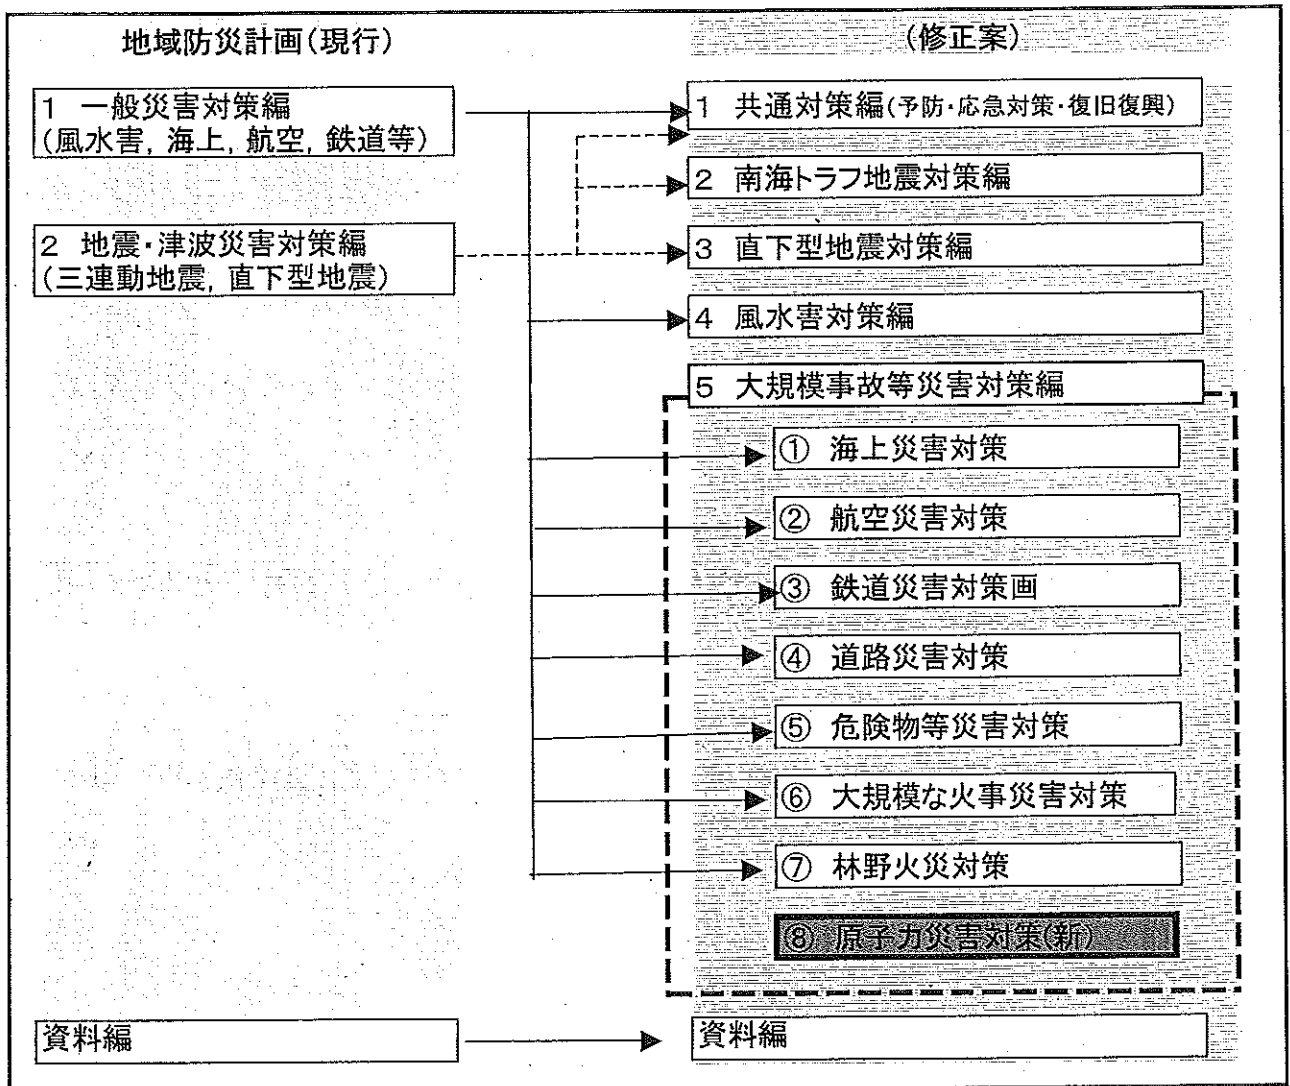 地域防災計画(現行)
(修正案)
1 一般災害対策編
(風水害, 海上, 航空, 鉄道等)
2 地震・津波災害対策編
(三連動地震, 直下型地震)
資料編
1 共通対策編(予防・応急対策・復旧復興)
2 南海トラフ地震対策編
3 直下型地震対策編
4 風水害対策編
5 大規模事故等災害対策編
① 海上災害対策
② 航空災害対策
③ 鉄道災害対策画
④ 道路災害対策
⑤ 危険物等災害対策
⑥ 大規模な火事災害対策
⑦ 林野火災対策
⑧ 原子力災害対策(新)
資料編